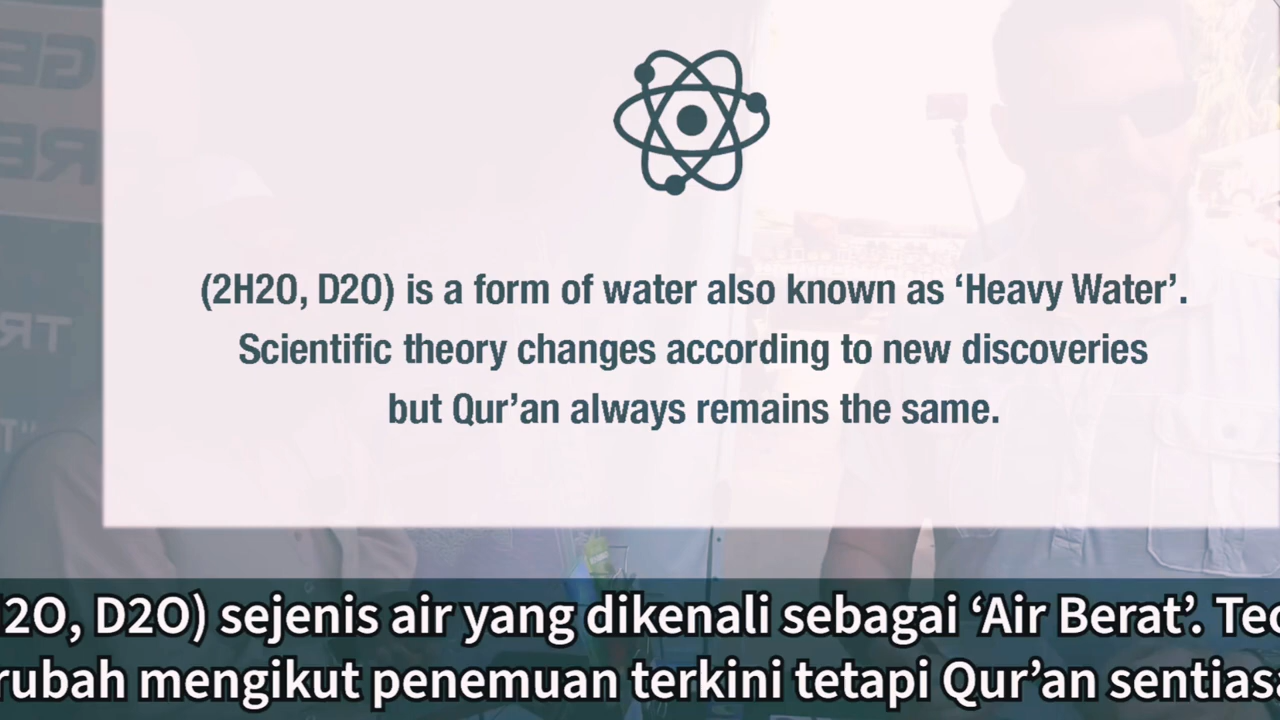 (2H2O, D2O) is a form of water also known as ‘Heavy Water’.
Scientific theory changes according to new discoveries
but Qur’an always remains the same.
2O, D2O) sejenis air yang dikenali sebagai ‘Air Berat’.
rubah mengikut penemuan terkini tetapi Qur’an